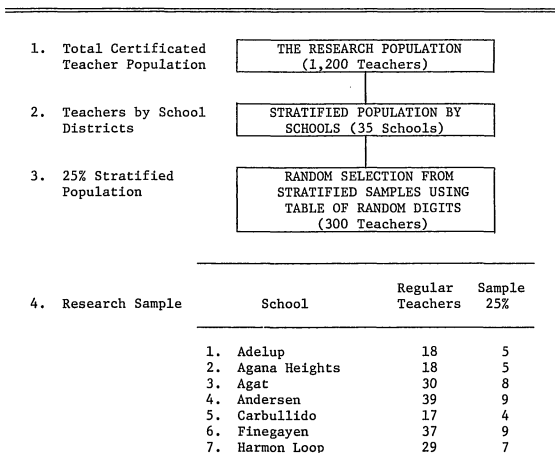 1. Total Certificated Teacher Population
THE RESEARCH POPULATION
(1,200 Teachers)
2. Teachers by School Districts
STRATIFIED POPULATION BY
SCHOOLS (35 Schools)
3. 25% Stratified Population
RANDOM SELECTION FROM
STRATIFIED SAMPLES USING
TABLE OF RANDOM DIGITS
(300 Teachers)
4. Research Sample
School Regular Teachers Sample 25%
1. Adelup 18 5
2. Agana Heights 18 5
3. Agat 30 8
4. Andersen 39 9
5. Carbullido 17 4
6. Finegayen 37 9
7. Harmon Loop 29 7